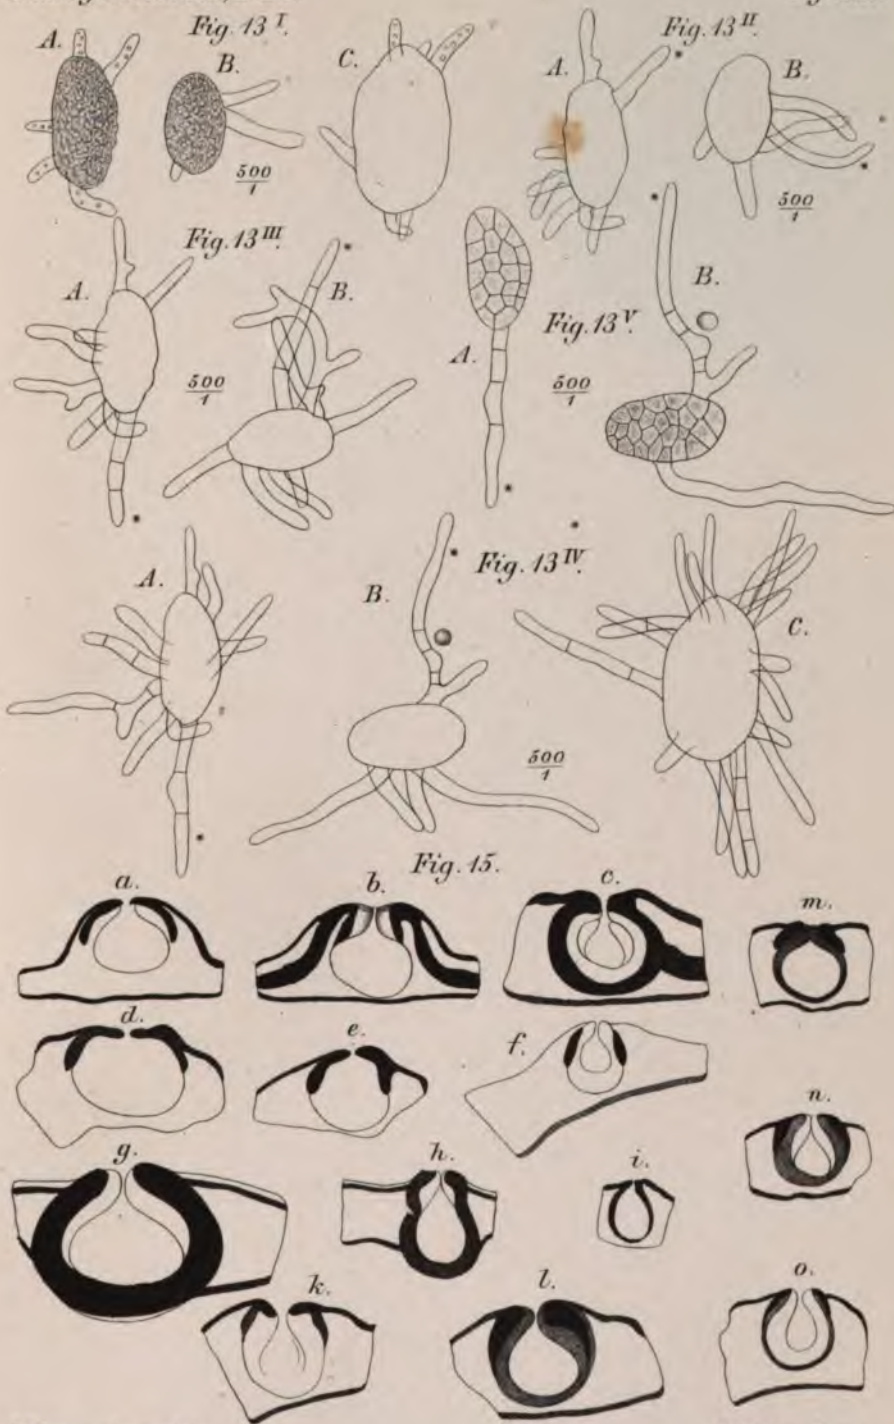 Fig. 13 I.
A.
B.
500/1
C.
Fig. 13 II.
A.
B.
500/1
Fig. 13 III.
A.
B.
500/1
Fig. 13 V.
A.
500/1
B.
Fig. 13 IV.
A.
B.
500/1
C.
Fig. 15.
a.
b.
c.
m.
d.
e.
f.
n.
g.
h.
i.
k.
l.
o.